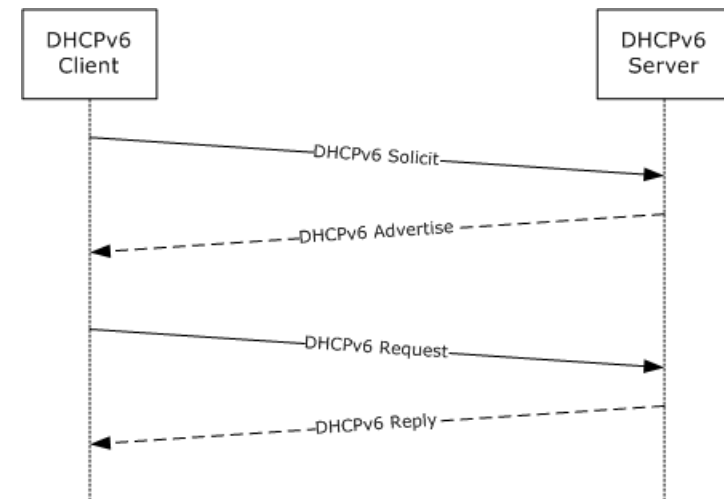 DHCPv6
Client
DHCPv6
Server
DHCPv6 Solicit
DHCPv6 Advertise
DHCPv6 Request
DHCPv6 Reply